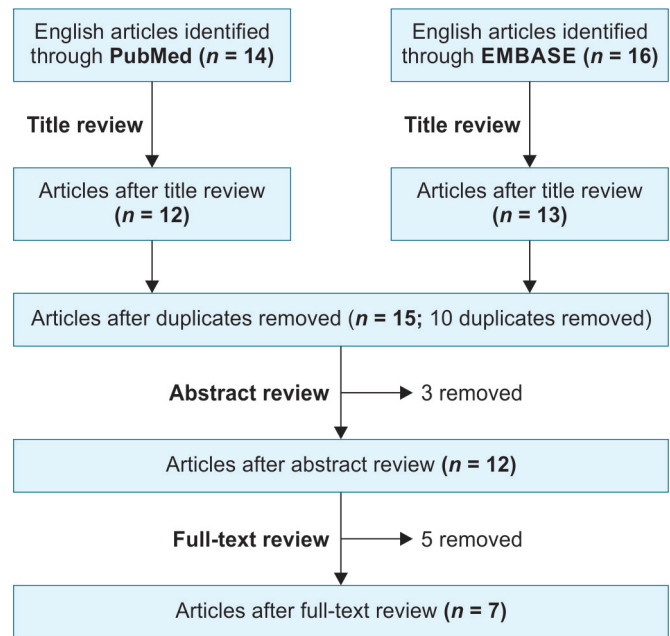 English articles identified
through PubMed (n = 14)
English articles identified
through EMBASE (n = 16)
Title review
Title review
Articles after title review
(n = 12)
Articles after title review
(n = 13)
Articles after duplicates removed (n = 15; 10 duplicates removed)
Abstract review
3 removed
Articles after abstract review (n = 12)
Full-text review
5 removed
Articles after full-text review (n = 7)